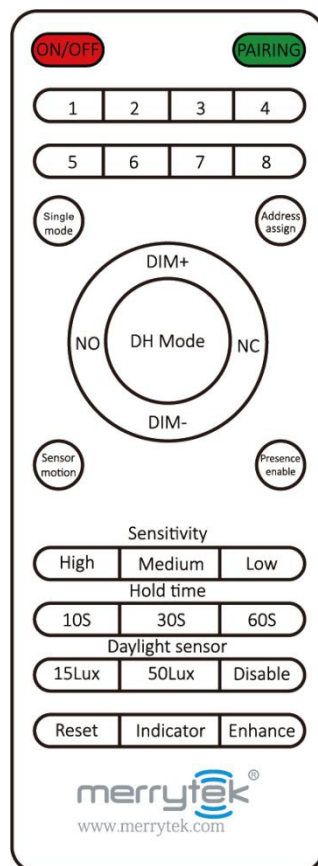 ON/OFF PAIRING
1 2 3 4
5 6 7 8
Single mode
Address assign
DIM+
NO DH Mode NC
DIM-
Sensor motion
Presence enable
Sensitivity
High Medium Low
Hold time
10S 30S 60S
Daylight sensor
15Lux 50Lux Disable
Reset Indicator Enhance
merrytek®
www.merrytek.com